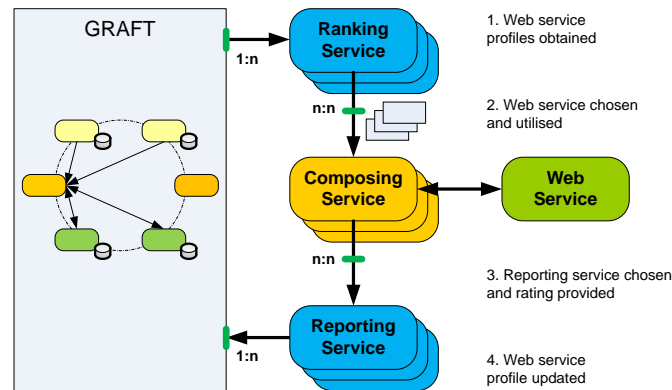 GRAFT
1:n
Ranking
Service
1. Web service
profiles obtained
n:n
2. Web service chosen
and utilised
Composing
Service
Web
Service
n:n
3. Reporting service chosen
and rating provided
1:n
Reporting
Service
4. Web service
profile updated